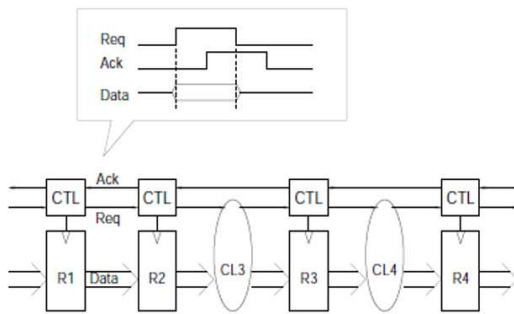 Req
Ack
Data
Ack
CTL CTL CTL CTL
Req
R1 Data R2 CL3 R3 CL4 R4